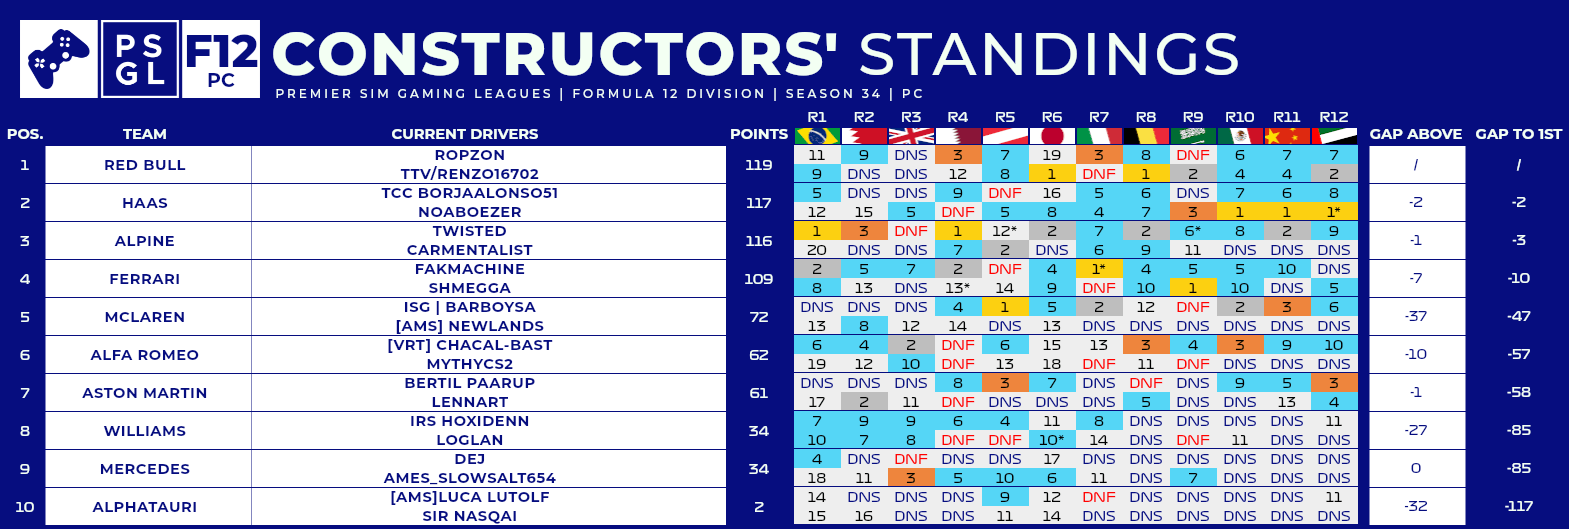 PS
GL
F12
PC
CONSTRUCTORS' STANDINGS
PREMIER SIM GAMING LEAGUES | FORMULA 12 DIVISION | SEASON 34 | PC
R1 R2 R3 R4 R5 R6 R7 R8 R9 R10 R11 R12
POS. TEAM CURRENT DRIVERS POINTS GAP ABOVE GAP TO 1ST
ROPZON 11 9 DNS 3 7 19 3 8 DNF 6 7 7
1 RED BULL 119 / /
TTV/RENZO16702 9 DNS DNS 12 8 1 DNF 1 2 4 4 2
TCC BORJAALONSO51 5 DNS DNS 9 DNF 16 5 6 DNS 7 6 8
2 HAAS 117 -2 -2
NOABOEZER 12 15 5 DNF 5 8 4 7 3 1 1 1*
TWISTED 1 3 DNF 1 12* 2 7 2 6* 8 2 9
3 ALPINE 116 -1 -3
CARMENTALIST 20 DNS DNS 7 2 DNS 6 9 11 DNS DNS DNS
FAKMACHINE 2 5 7 2 DNF 4 1* 4 5 5 10 DNS
4 FERRARI 109 -7 -10
SHMEGGA 8 13 DNS 13* 14 9 DNF 10 1 10 DNS 5
ISG | BARBOYSA DNS DNS DNS 4 1 5 2 12 DNF 2 3 6
5 MCLAREN 72 -37 -47
[AMS] NEWLANDS 13 8 12 14 DNS 13 DNS DNS DNS DNS DNS DNS
[VRT] CHACAL-BAST 6 4 2 DNF 6 15 13 3 4 3 9 10
6 ALFA ROMEO 62 -10 -57
MYTHYCS2 19 12 10 DNF 13 18 DNF 11 DNF DNS DNS DNS
BERTIL PAARUP DNS DNS DNS 8 3 7 DNS DNF DNS 9 5 3
7 ASTON MARTIN 61 -1 -58
LENNART 17 2 11 DNF DNS DNS DNS 5 DNS DNS 13 4
IRS HOXIDENN 7 9 9 6 4 11 8 DNS DNS DNS DNS 11
8 WILLIAMS 34 -27 -85
LOGLAN 10 7 8 DNF DNF 10* 14 DNS DNF 11 DNS DNS
DEJ 4 DNS DNF DNS DNS 17 DNS DNS DNS DNS DNS DNS
9 MERCEDES 34 0 -85
AMES_SLOWSALT654 18 11 3 5 10 6 11 DNS 7 DNS DNS DNS
[AMS]LUCA LUTOLF 14 DNS DNS DNS 9 12 DNF DNS DNS DNS DNS 11
10 ALPHATAURI 2 -32 -117
SIR NASQAI 15 16 DNS DNS 11 14 DNS DNS DNS DNS DNS DNS